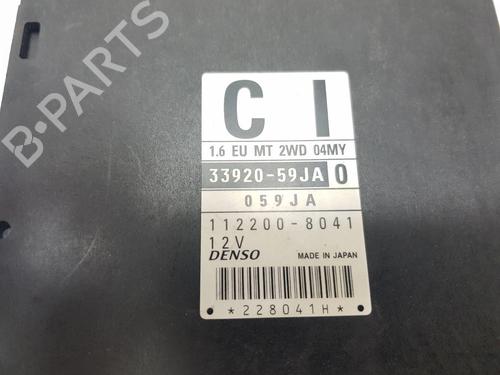 B-PARTS
C I
1.6 EU MT 2WD 04MY
33920-59JA 0
059JA
112200-8041
12V
DENSO MADE IN JAPAN
*228041H*